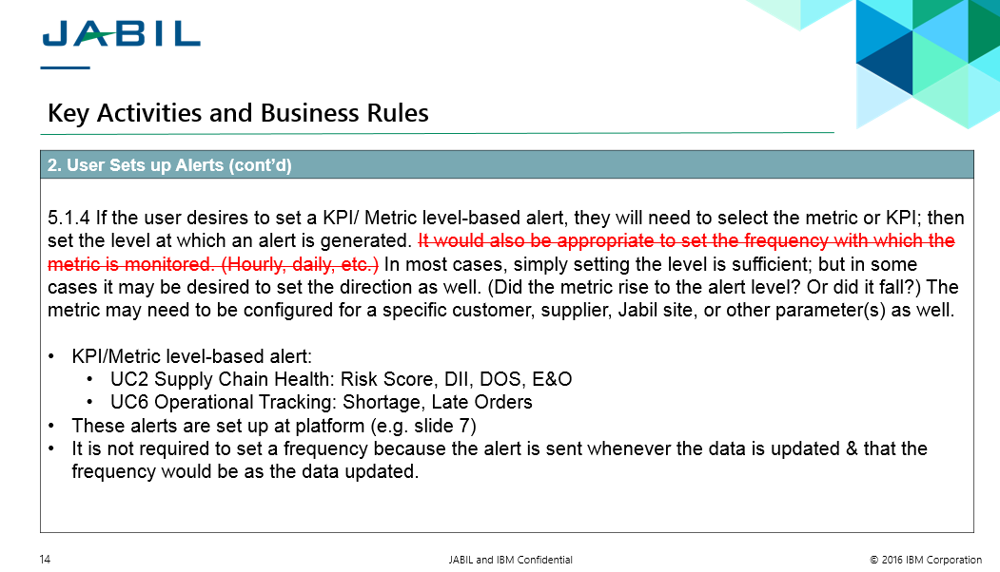 JABIL
Key Activities and Business Rules
2. User Sets up Alerts (cont’d)
5.1.4 If the user desires to set a KPI/ Metric level-based alert, they will need to select the metric or KPI; then
set the level at which an alert is generated. It would also be appropriate to set the frequency with which the
metric is monitored. (Hourly, daily, etc.) In most cases, simply setting the level is sufficient; but in some
cases it may be desired to set the direction as well. (Did the metric rise to the alert level? Or did it fall?) The
metric may need to be configured for a specific customer, supplier, Jabil site, or other parameter(s) as well.
• KPI/Metric level-based alert:
• UC2 Supply Chain Health: Risk Score, DII, DOS, E&O
• UC6 Operational Tracking: Shortage, Late Orders
• These alerts are set up at platform (e.g. slide 7)
• It is not required to set a frequency because the alert is sent whenever the data is updated & that the
frequency would be as the data updated.
14
JABIL and IBM Confidential
© 2016 IBM Corporation